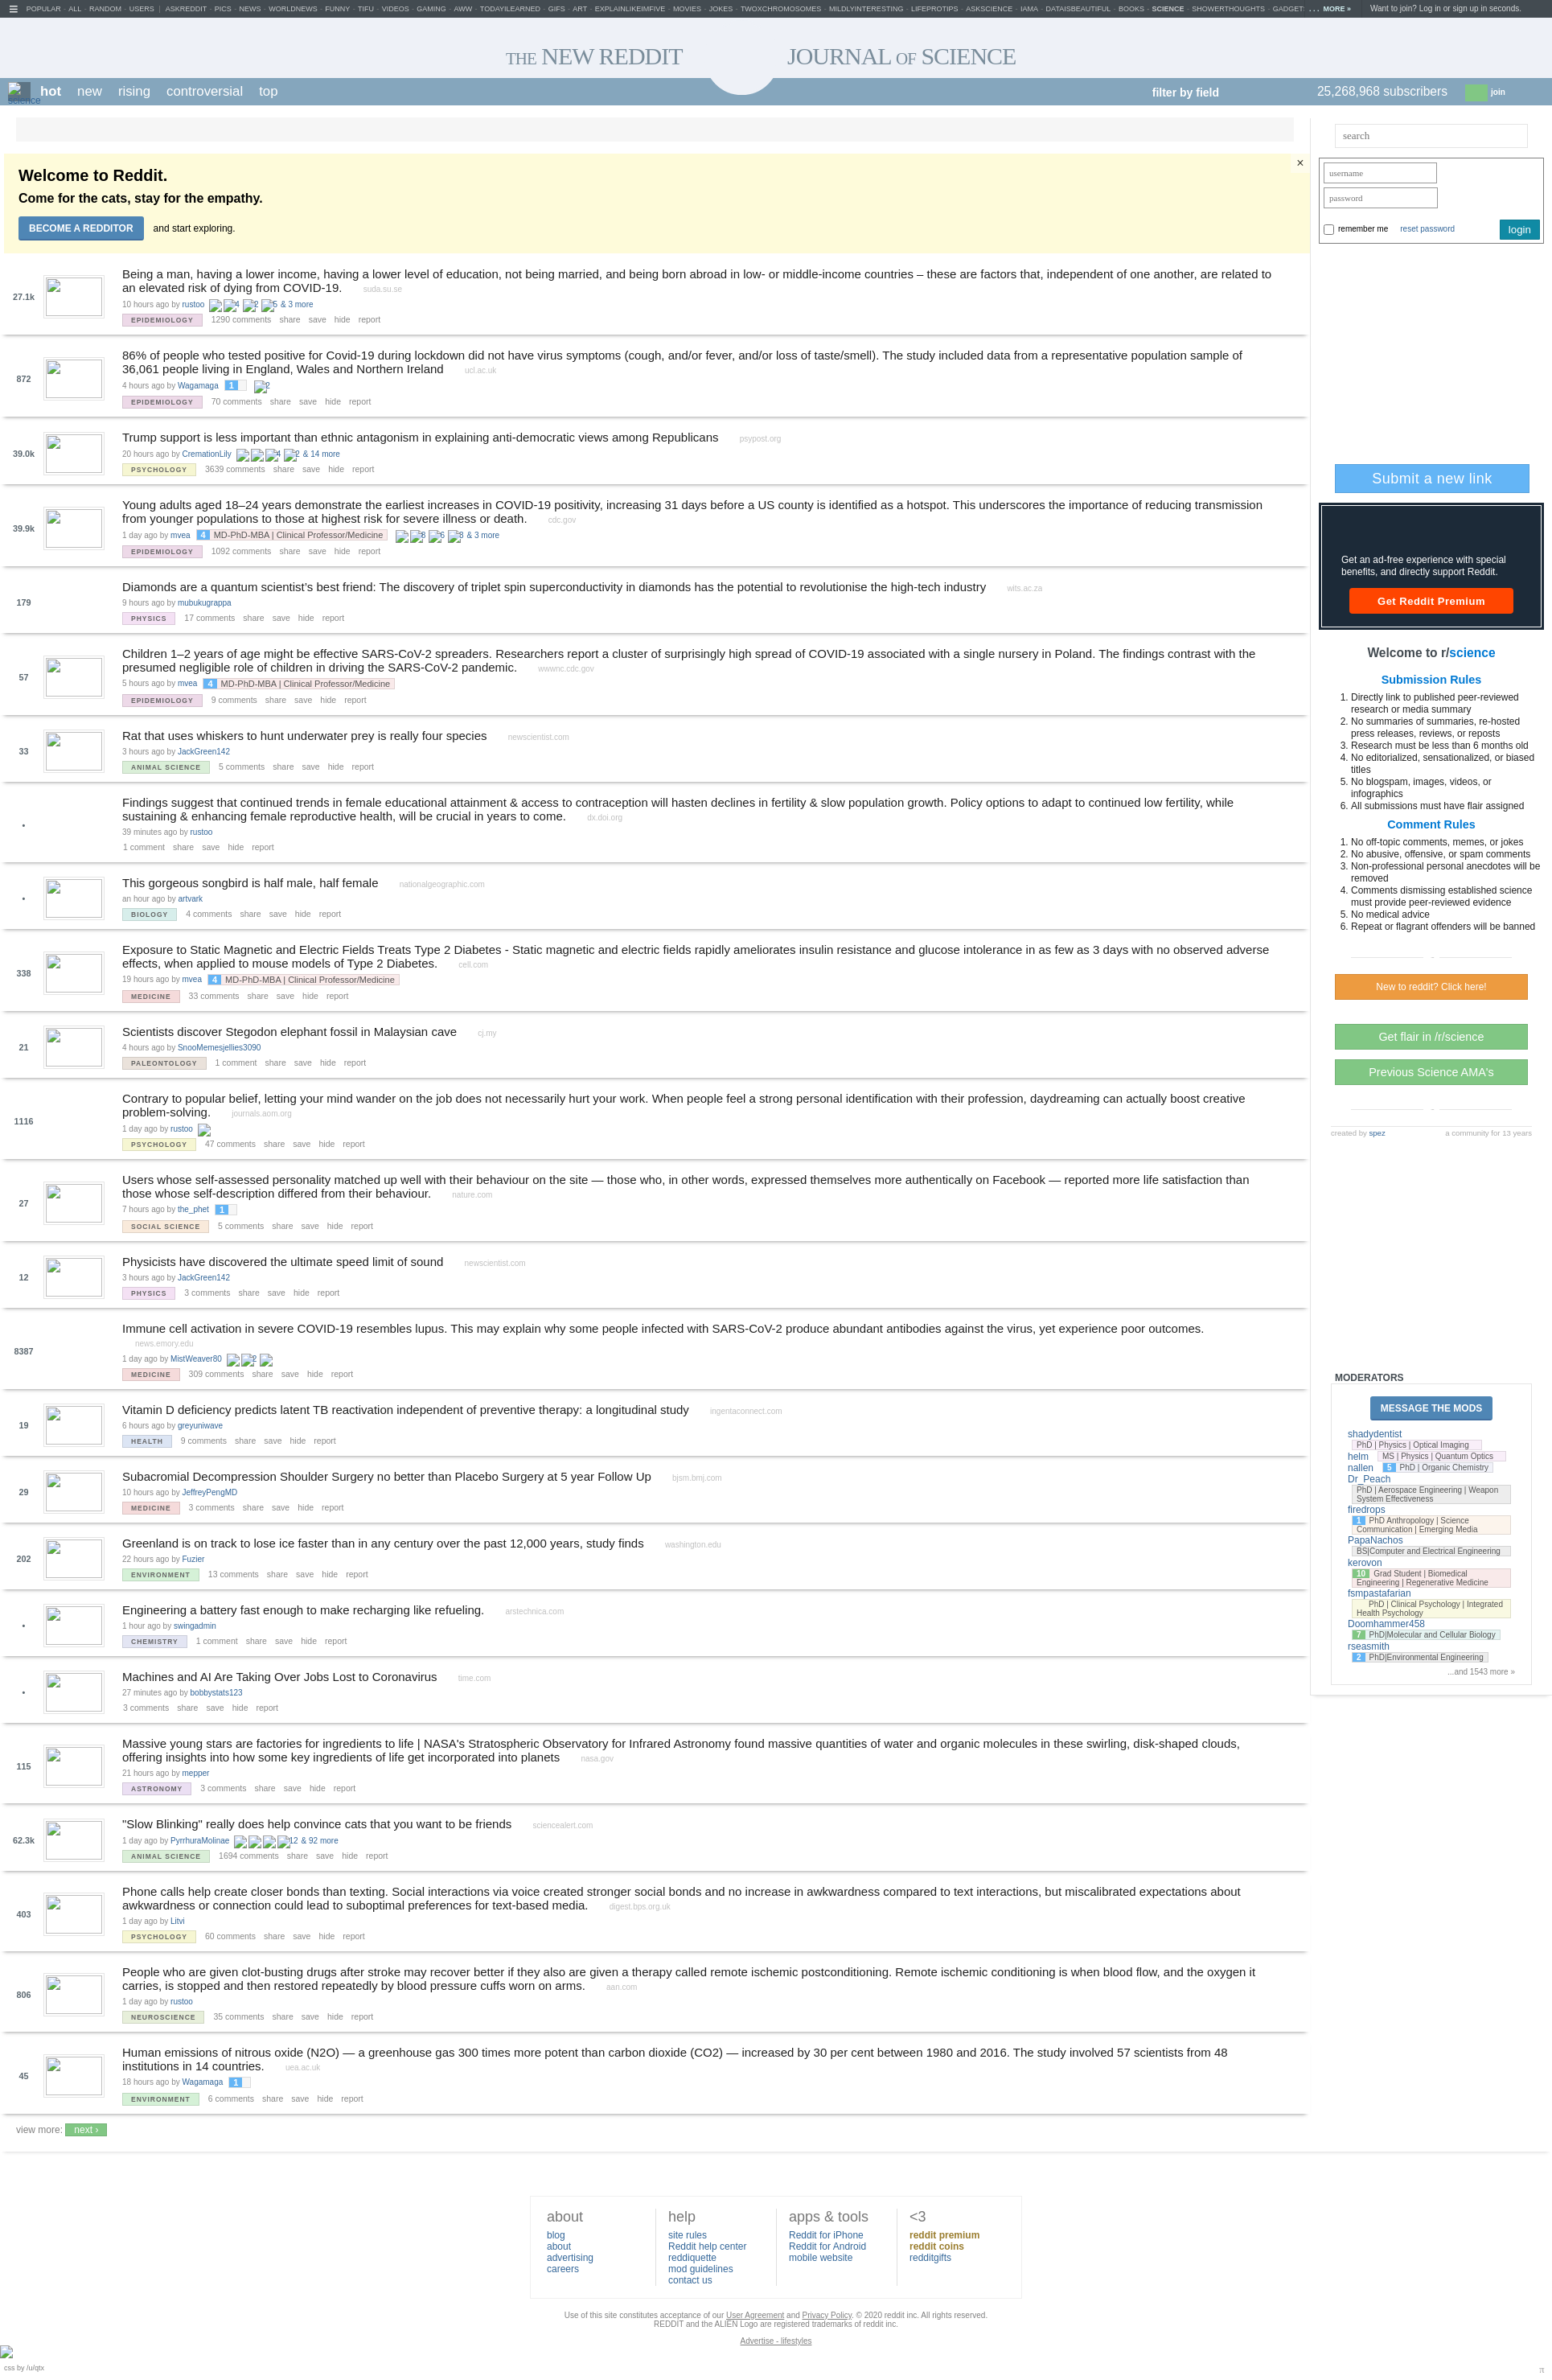 ≡ POPULAR - ALL - RANDOM - USERS | ASKREDDIT - PICS - NEWS - WORLDNEWS - FUNNY - TIFU - VIDEOS - GAMING - AWW - TODAYILEARNED - GIFS - ART - EXPLAINLIKEIMFIVE - MOVIES - JOKES - TWOXCHROMOSOMES - MILDLYINTERESTING - LIFEPROTIPS - ASKSCIENCE - IAMA - DATAISBEAUTIFUL - BOOKS - SCIENCE - SHOWERTHOUGHTS - GADGETS ... MORE » Want to join? Log in or sign up in seconds.
THE NEW REDDIT JOURNAL OF SCIENCE
science hot new rising controversial top filter by field 25,268,968 subscribers join
search
×
Welcome to Reddit.
Come for the cats, stay for the empathy.
BECOME A REDDITOR and start exploring.
username
password
remember me reset password login
27.1k
Being a man, having a lower income, having a lower level of education, not being married, and being born abroad in low- or middle-income countries – these are factors that, independent of one another, are related to
an elevated risk of dying from COVID-19. suda.su.se
10 hours ago by rustoo 4 2 5 & 3 more
EPIDEMIOLOGY 1290 comments share save hide report
872
86% of people who tested positive for Covid-19 during lockdown did not have virus symptoms (cough, and/or fever, and/or loss of taste/smell). The study included data from a representative population sample of
36,061 people living in England, Wales and Northern Ireland ucl.ac.uk
4 hours ago by Wagamaga 1 2
EPIDEMIOLOGY 70 comments share save hide report
39.0k
Trump support is less important than ethnic antagonism in explaining anti-democratic views among Republicans psypost.org
20 hours ago by CremationLily 4 2 & 14 more
PSYCHOLOGY 3639 comments share save hide report
39.9k
Young adults aged 18–24 years demonstrate the earliest increases in COVID-19 positivity, increasing 31 days before a US county is identified as a hotspot. This underscores the importance of reducing transmission
from younger populations to those at highest risk for severe illness or death. cdc.gov
1 day ago by mvea 4 MD-PhD-MBA | Clinical Professor/Medicine 8 6 8 & 3 more
EPIDEMIOLOGY 1092 comments share save hide report
179
Diamonds are a quantum scientist's best friend: The discovery of triplet spin superconductivity in diamonds has the potential to revolutionise the high-tech industry wits.ac.za
9 hours ago by mubukugrappa
PHYSICS 17 comments share save hide report
57
Children 1–2 years of age might be effective SARS-CoV-2 spreaders. Researchers report a cluster of surprisingly high spread of COVID-19 associated with a single nursery in Poland. The findings contrast with the
presumed negligible role of children in driving the SARS-CoV-2 pandemic. wwwnc.cdc.gov
5 hours ago by mvea 4 MD-PhD-MBA | Clinical Professor/Medicine
EPIDEMIOLOGY 9 comments share save hide report
33
Rat that uses whiskers to hunt underwater prey is really four species newscientist.com
3 hours ago by JackGreen142
ANIMAL SCIENCE 5 comments share save hide report
•
Findings suggest that continued trends in female educational attainment & access to contraception will hasten declines in fertility & slow population growth. Policy options to adapt to continued low fertility, while
sustaining & enhancing female reproductive health, will be crucial in years to come. dx.doi.org
39 minutes ago by rustoo
1 comment share save hide report
•
This gorgeous songbird is half male, half female nationalgeographic.com
an hour ago by artvark
BIOLOGY 4 comments share save hide report
338
Exposure to Static Magnetic and Electric Fields Treats Type 2 Diabetes - Static magnetic and electric fields rapidly ameliorates insulin resistance and glucose intolerance in as few as 3 days with no observed adverse
effects, when applied to mouse models of Type 2 Diabetes. cell.com
19 hours ago by mvea 4 MD-PhD-MBA | Clinical Professor/Medicine
MEDICINE 33 comments share save hide report
21
Scientists discover Stegodon elephant fossil in Malaysian cave cj.my
4 hours ago by SnooMemesjellies3090
PALEONTOLOGY 1 comment share save hide report
1116
Contrary to popular belief, letting your mind wander on the job does not necessarily hurt your work. When people feel a strong personal identification with their profession, daydreaming can actually boost creative
problem-solving. journals.aom.org
1 day ago by rustoo
PSYCHOLOGY 47 comments share save hide report
27
Users whose self-assessed personality matched up well with their behaviour on the site — those who, in other words, expressed themselves more authentically on Facebook — reported more life satisfaction than
those whose self-description differed from their behaviour. nature.com
7 hours ago by the_phet 1
SOCIAL SCIENCE 5 comments share save hide report
12
Physicists have discovered the ultimate speed limit of sound newscientist.com
3 hours ago by JackGreen142
PHYSICS 3 comments share save hide report
8387
Immune cell activation in severe COVID-19 resembles lupus. This may explain why some people infected with SARS-CoV-2 produce abundant antibodies against the virus, yet experience poor outcomes.
news.emory.edu
1 day ago by MistWeaver80 2
MEDICINE 309 comments share save hide report
19
Vitamin D deficiency predicts latent TB reactivation independent of preventive therapy: a longitudinal study ingentaconnect.com
6 hours ago by greyuniwave
HEALTH 9 comments share save hide report
29
Subacromial Decompression Shoulder Surgery no better than Placebo Surgery at 5 year Follow Up bjsm.bmj.com
10 hours ago by JeffreyPengMD
MEDICINE 3 comments share save hide report
202
Greenland is on track to lose ice faster than in any century over the past 12,000 years, study finds washington.edu
22 hours ago by Fuzier
ENVIRONMENT 13 comments share save hide report
•
Engineering a battery fast enough to make recharging like refueling. arstechnica.com
1 hour ago by swingadmin
CHEMISTRY 1 comment share save hide report
•
Machines and AI Are Taking Over Jobs Lost to Coronavirus time.com
27 minutes ago by bobbystats123
3 comments share save hide report
115
Massive young stars are factories for ingredients to life | NASA's Stratospheric Observatory for Infrared Astronomy found massive quantities of water and organic molecules in these swirling, disk-shaped clouds,
offering insights into how some key ingredients of life get incorporated into planets nasa.gov
21 hours ago by mepper
ASTRONOMY 3 comments share save hide report
62.3k
"Slow Blinking" really does help convince cats that you want to be friends sciencealert.com
1 day ago by PyrrhuraMolinae 12 & 92 more
ANIMAL SCIENCE 1694 comments share save hide report
403
Phone calls help create closer bonds than texting. Social interactions via voice created stronger social bonds and no increase in awkwardness compared to text interactions, but miscalibrated expectations about
awkwardness or connection could lead to suboptimal preferences for text-based media. digest.bps.org.uk
1 day ago by Litvi
PSYCHOLOGY 60 comments share save hide report
806
People who are given clot-busting drugs after stroke may recover better if they also are given a therapy called remote ischemic postconditioning. Remote ischemic conditioning is when blood flow, and the oxygen it
carries, is stopped and then restored repeatedly by blood pressure cuffs worn on arms. aan.com
1 day ago by rustoo
NEUROSCIENCE 35 comments share save hide report
45
Human emissions of nitrous oxide (N2O) — a greenhouse gas 300 times more potent than carbon dioxide (CO2) — increased by 30 per cent between 1980 and 2016. The study involved 57 scientists from 48
institutions in 14 countries. uea.ac.uk
18 hours ago by Wagamaga 1
ENVIRONMENT 6 comments share save hide report
view more: next ›
Submit a new link
Get an ad-free experience with special
benefits, and directly support Reddit.
Get Reddit Premium
Welcome to r/science
Submission Rules
1. Directly link to published peer-reviewed
research or media summary
2. No summaries of summaries, re-hosted
press releases, reviews, or reposts
3. Research must be less than 6 months old
4. No editorialized, sensationalized, or biased
titles
5. No blogspam, images, videos, or
infographics
6. All submissions must have flair assigned
Comment Rules
1. No off-topic comments, memes, or jokes
2. No abusive, offensive, or spam comments
3. Non-professional personal anecdotes will be
removed
4. Comments dismissing established science
must provide peer-reviewed evidence
5. No medical advice
6. Repeat or flagrant offenders will be banned
New to reddit? Click here!
Get flair in /r/science
Previous Science AMA's
created by spez a community for 13 years
MODERATORS
MESSAGE THE MODS
shadydentist
PhD | Physics | Optical Imaging
helm MS | Physics | Quantum Optics
nallen 5 PhD | Organic Chemistry
Dr_Peach
PhD | Aerospace Engineering | Weapon
System Effectiveness
firedrops
1 PhD Anthropology | Science
Communication | Emerging Media
PapaNachos
BS|Computer and Electrical Engineering
kerovon
10 Grad Student | Biomedical
Engineering | Regenerative Medicine
fsmpastafarian
PhD | Clinical Psychology | Integrated
Health Psychology
Doomhammer458
7 PhD|Molecular and Cellular Biology
rseasmith
2 PhD|Environmental Engineering
...and 1543 more »
about
blog
about
advertising
careers
help
site rules
Reddit help center
reddiquette
mod guidelines
contact us
apps & tools
Reddit for iPhone
Reddit for Android
mobile website
<3
reddit premium
reddit coins
redditgifts
Use of this site constitutes acceptance of our User Agreement and Privacy Policy. © 2020 reddit inc. All rights reserved.
REDDIT and the ALIEN Logo are registered trademarks of reddit inc.
Advertise - lifestyles
css by /u/qtx
π